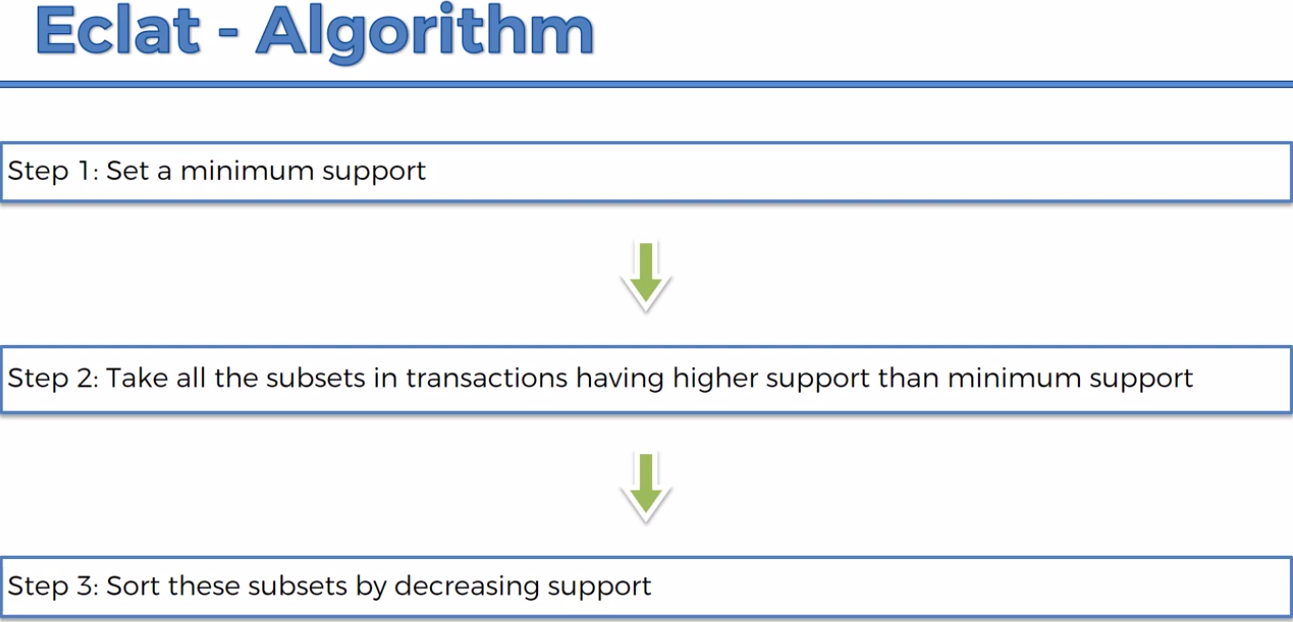 Eclat - Algorithm
Step 1: Set a minimum support
Step 2: Take all the subsets in transactions having higher support than minimum support
Step 3: Sort these subsets by decreasing support